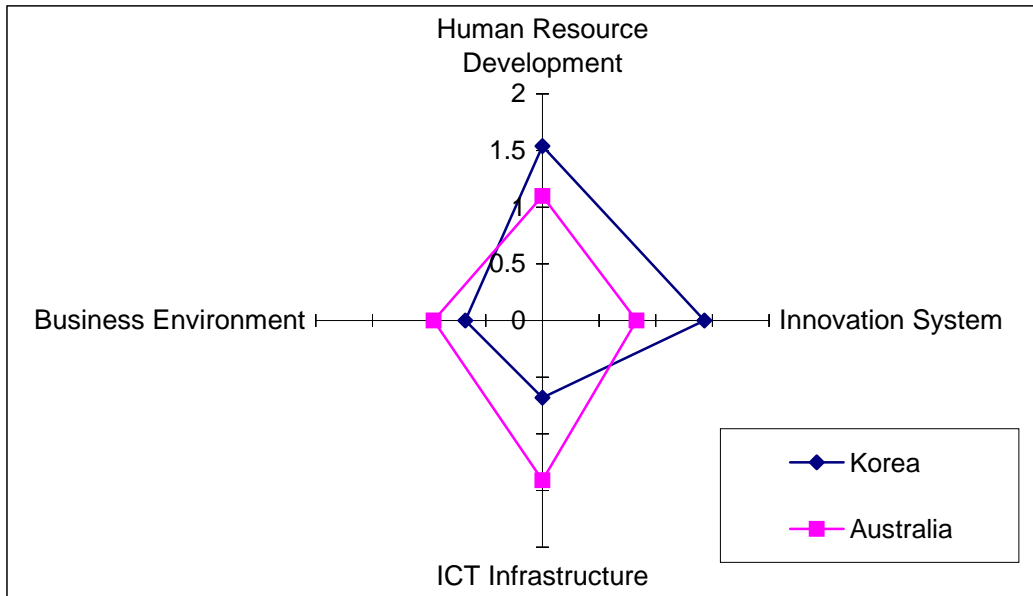 Human Resource
Development
2
1.5
1
0.5
0
Business Environment
Innovation System
Korea
Australia
ICT Infrastructure